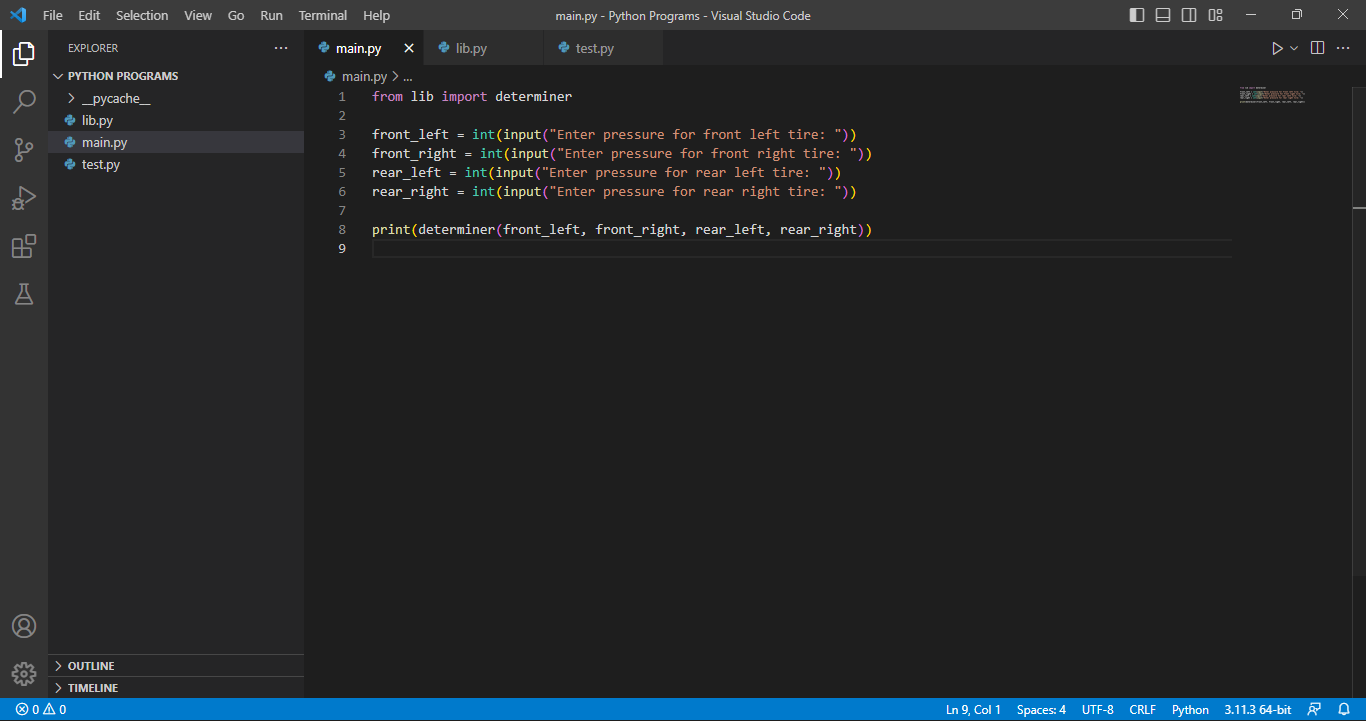 File Edit Selection View Go Run Terminal Help main.py - Python Programs - Visual Studio Code
EXPLORER
PYTHON PROGRAMS
__pycache__
lib.py
main.py
test.py
OUTLINE
TIMELINE
main.py lib.py test.py
main.py > ...
1 from lib import determiner
2
3 front_left = int(input("Enter pressure for front left tire: "))
4 front_right = int(input("Enter pressure for front right tire: "))
5 rear_left = int(input("Enter pressure for rear left tire: "))
6 rear_right = int(input("Enter pressure for rear right tire: "))
7
8 print(determiner(front_left, front_right, rear_left, rear_right))
9
0 0 Ln 9, Col 1 Spaces: 4 UTF-8 CRLF Python 3.11.3 64-bit